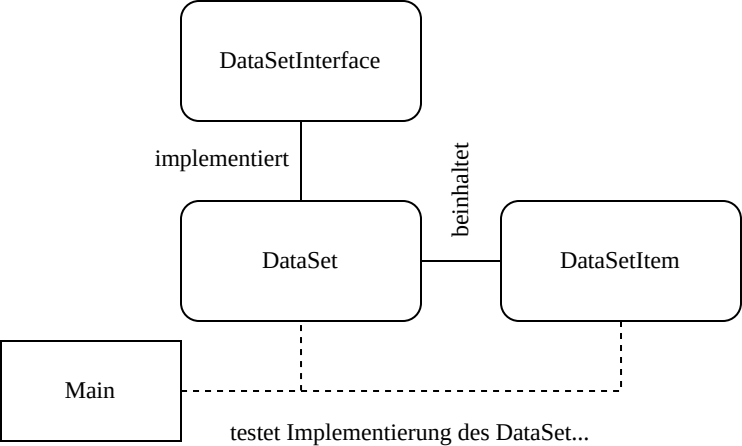 DataSetInterface
implementiert
beinhaltet
DataSet
DataSetItem
Main
testet Implementierung des DataSet...